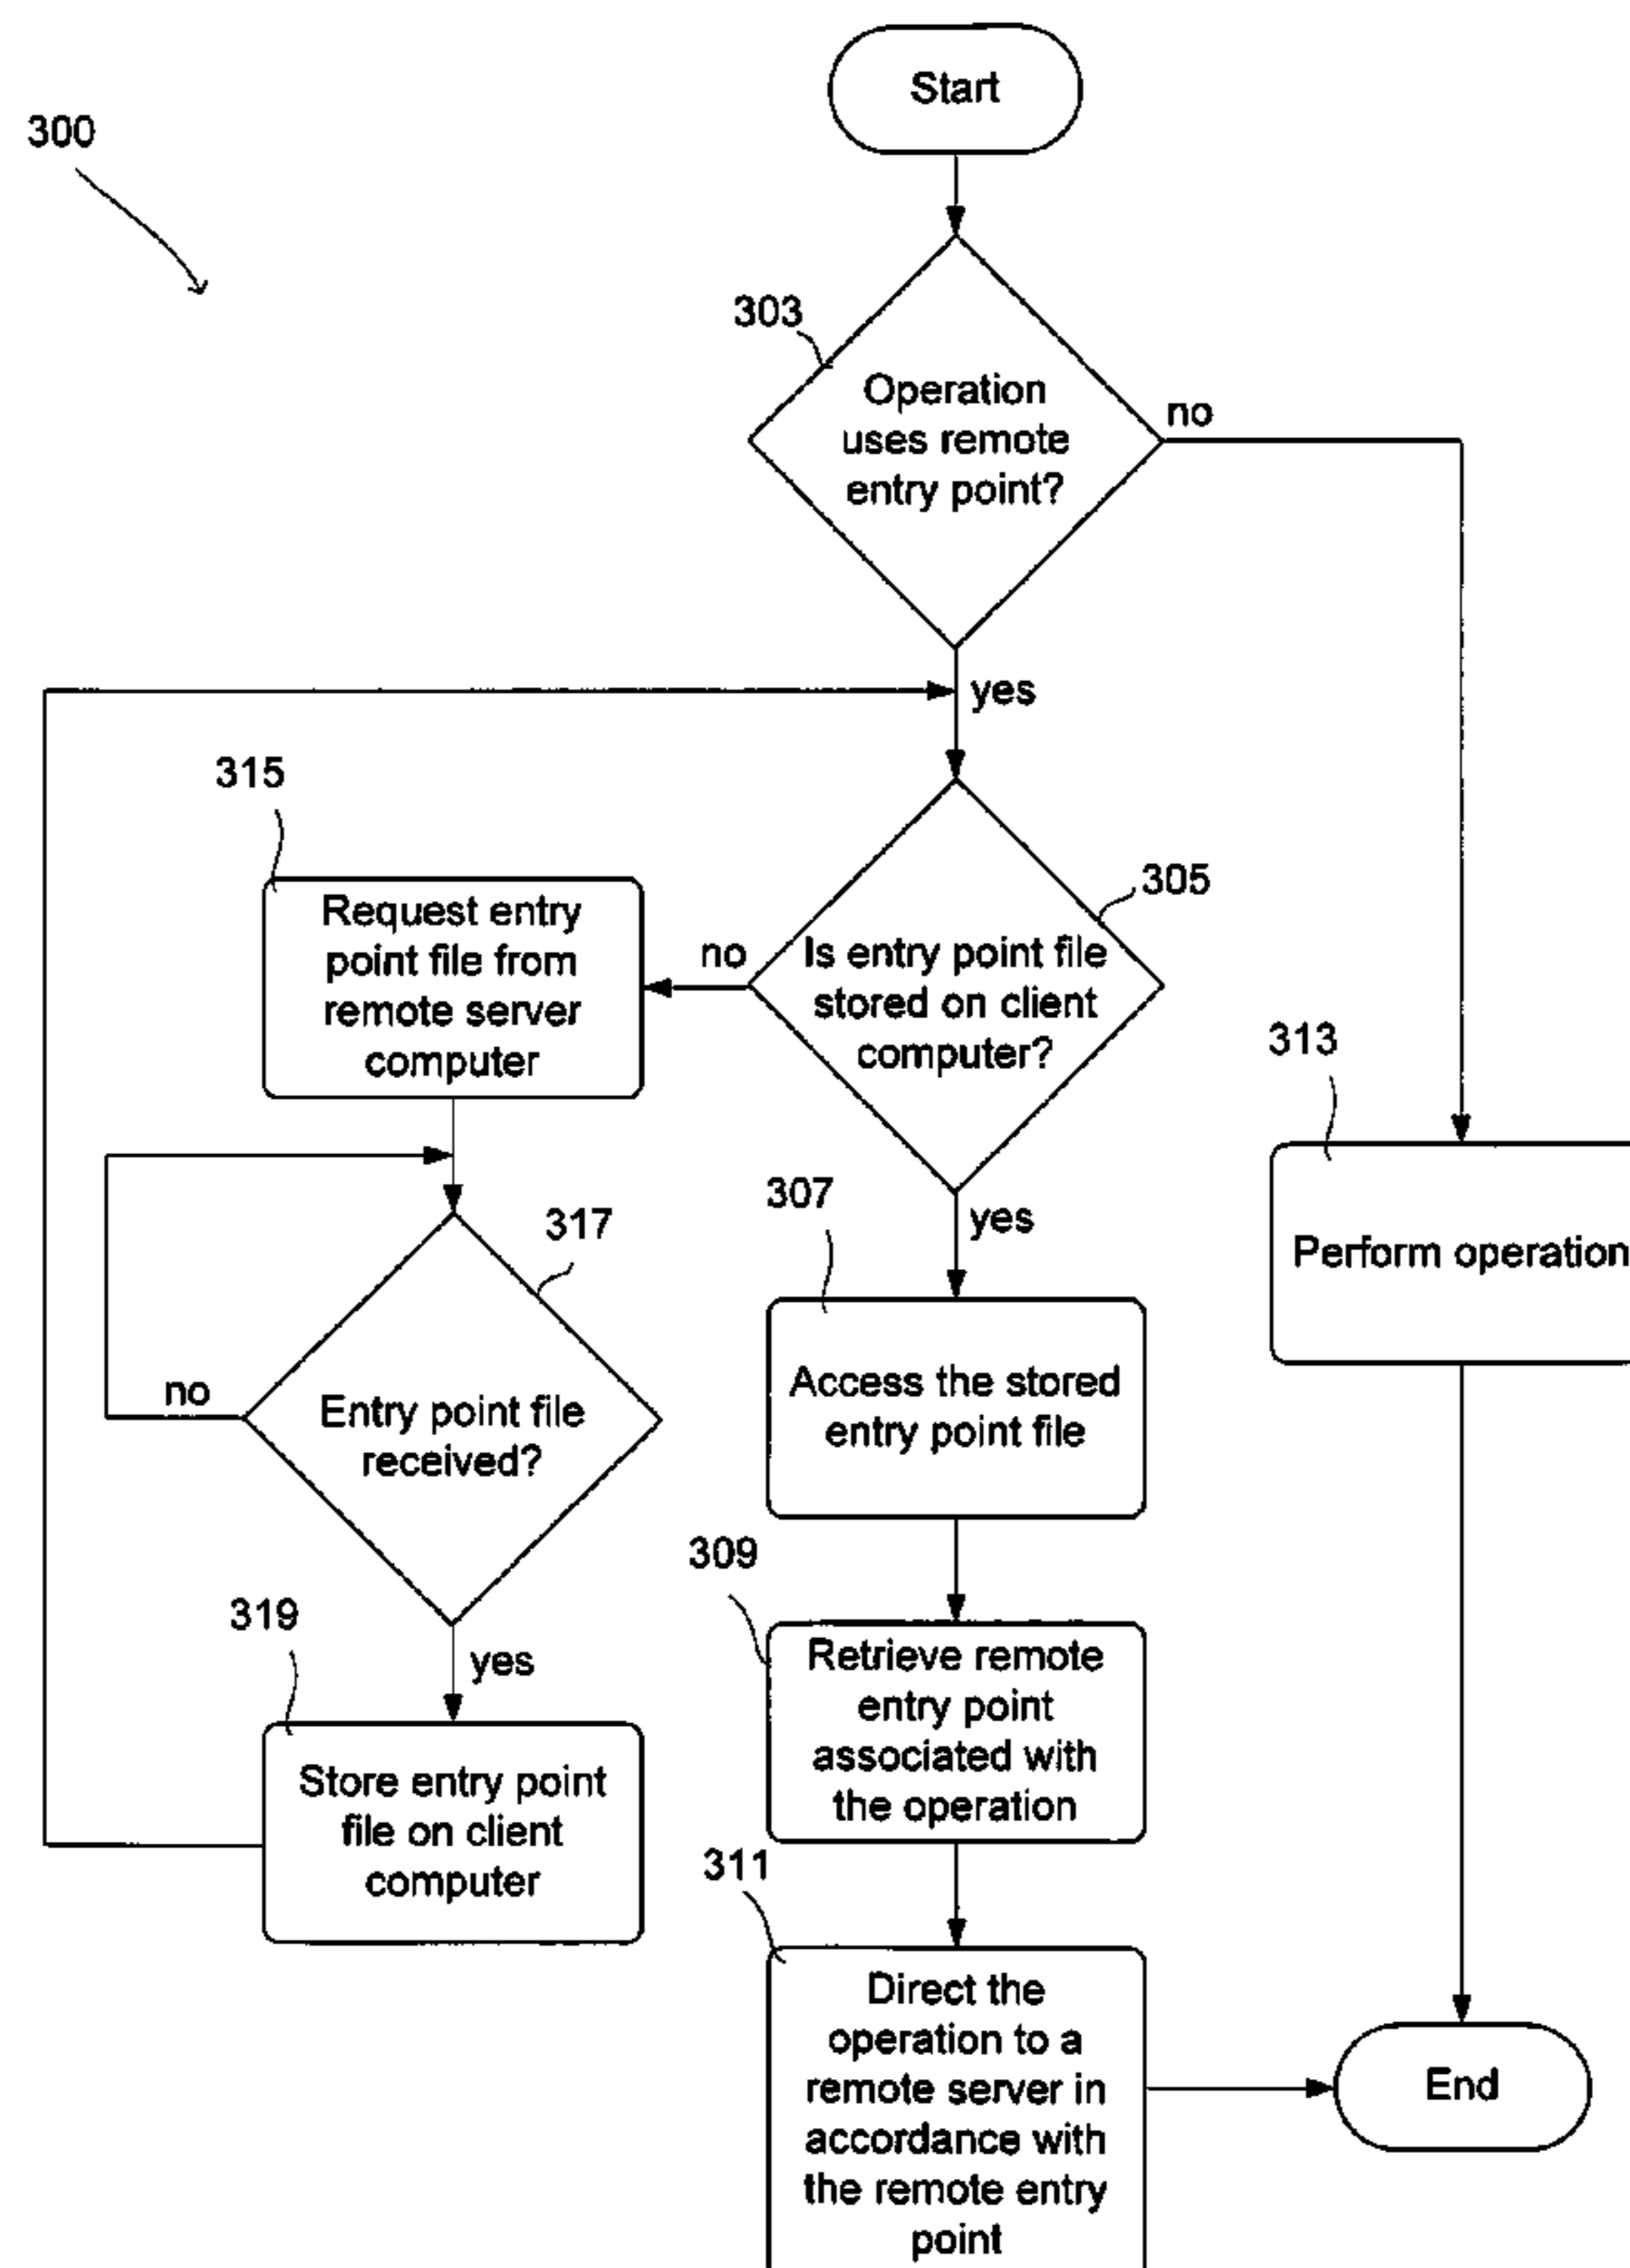 Start
300
303
Operation
uses remote
entry point?
no
yes
315
Request entry
point file from
remote server
computer
no
305
Is entry point file
stored on client
computer?
313
Perform operation
307
yes
317
Entry point file
received?
no
Access the stored
entry point file
309
319
yes
Retrieve remote
entry point
associated with
the operation
Store entry point
file on client
computer
311
Direct the
operation to a
remote server in
accordance with
the remote entry
point
End